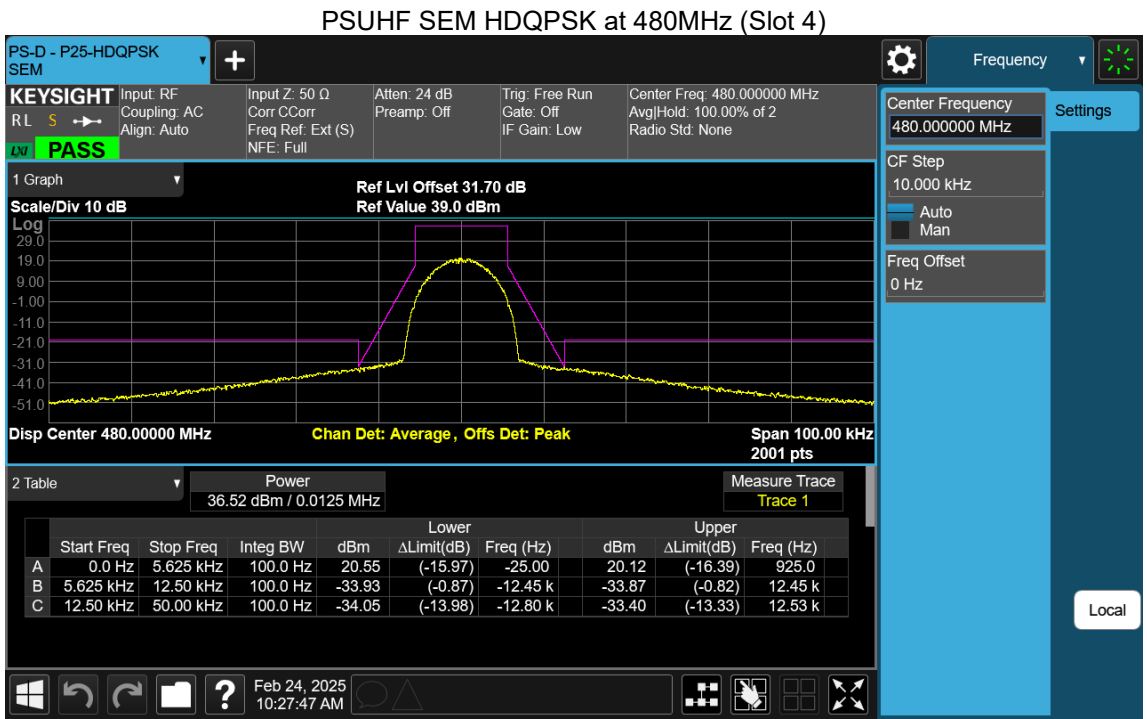 PSUHF SEM HDQPSK at 480MHz (Slot 4)
PS-D - P25-HDQPSK
SEM
+
Frequency
KEYSIGHT
RL S
LXI PASS
Input: RF
Coupling: AC
Align: Auto
Input Z: 50 Ω
Corr CCorr
Freq Ref: Ext (S)
NFE: Full
Atten: 24 dB
Preamp: Off
Trig: Free Run
Gate: Off
IF Gain: Low
Center Freq: 480.000000 MHz
Avg|Hold: 100.00% of 2
Radio Std: None
Center Frequency
480.000000 MHz
Settings
CF Step
10.000 kHz
Auto
Man
Freq Offset
0 Hz
1 Graph
Ref Lvl Offset 31.70 dB
Scale/Div 10 dB
Ref Value 39.0 dBm
Log
29.0
19.0
9.00
-1.00
-11.0
-21.0
-31.0
-41.0
-51.0
Disp Center 480.00000 MHz
Chan Det: Average , Offs Det: Peak
Span 100.00 kHz
2001 pts
2 Table
Power
36.52 dBm / 0.0125 MHz
Measure Trace
Trace 1
Lower Upper
Start Freq Stop Freq Integ BW dBm ΔLimit(dB) Freq (Hz) dBm ΔLimit(dB) Freq (Hz)
A 0.0 Hz 5.625 kHz 100.0 Hz 20.55 (-15.97) -25.00 20.12 (-16.39) 925.0
B 5.625 kHz 12.50 kHz 100.0 Hz -33.93 (-0.87) -12.45 k -33.87 (-0.82) 12.45 k
C 12.50 kHz 50.00 kHz 100.0 Hz -34.05 (-13.98) -12.80 k -33.40 (-13.33) 12.53 k
Local
?
Feb 24, 2025
10:27:47 AM